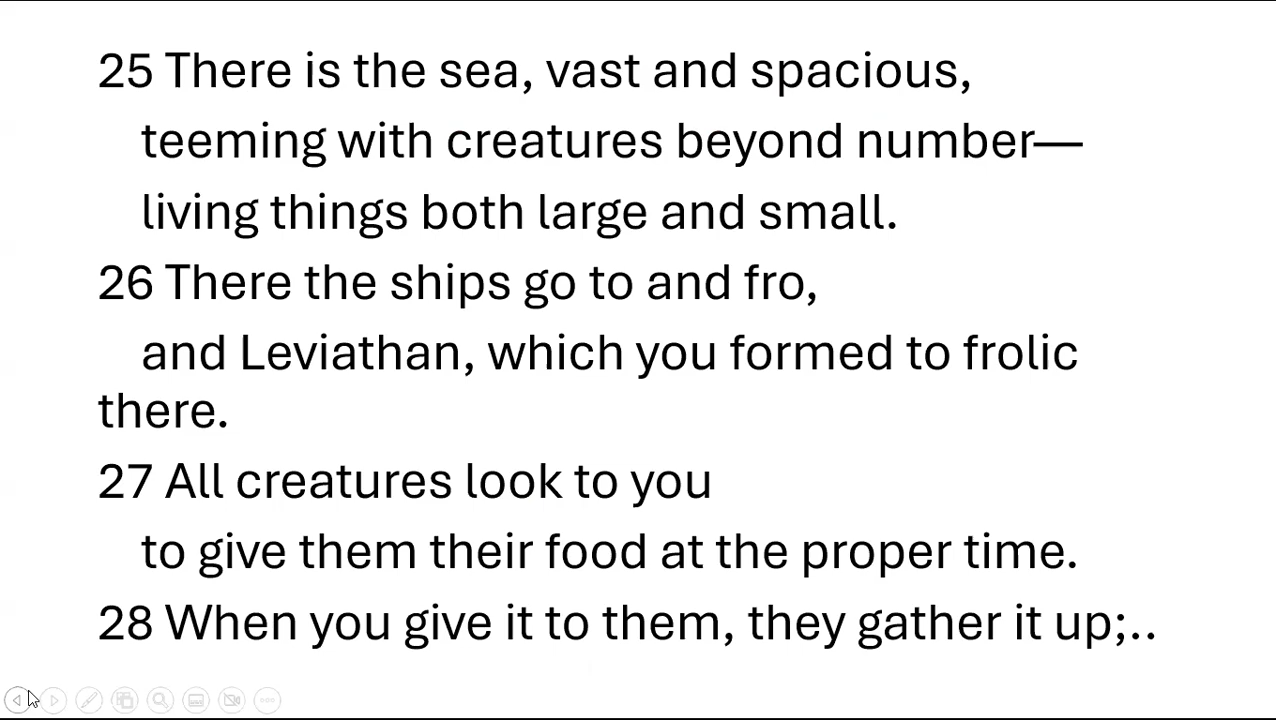 25 There is the sea, vast and spacious,
teeming with creatures beyond number—
living things both large and small.
26 There the ships go to and fro,
and Leviathan, which you formed to frolic
there.
27 All creatures look to you
to give them their food at the proper time.
28 When you give it to them, they gather it up;..